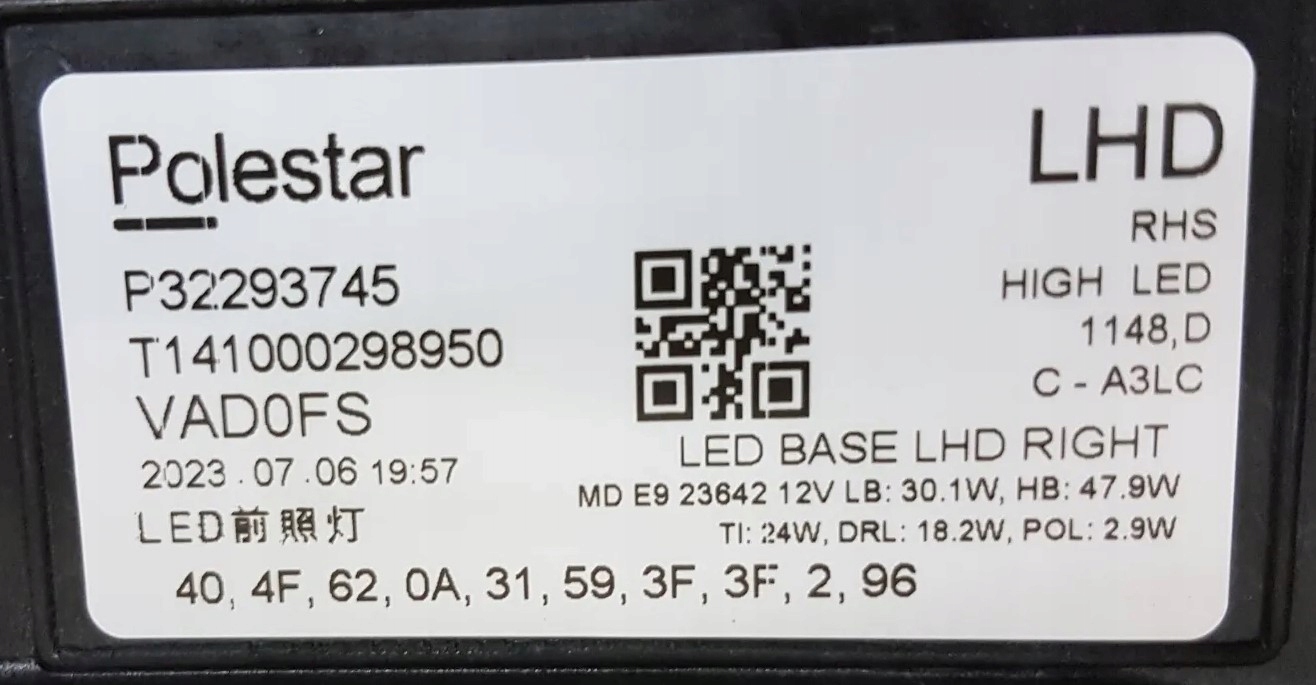 Polestar
P32293745
T141000298950
VAD0FS
2023.07.06 19:57
LED前照灯
LHD
RHS
HIGH LED
1148,D
C - A3LC
LED BASE LHD RIGHT
MD E9 23642 12V LB: 30.1W, HB: 47.9W
TI: 24W, DRL: 18.2W, POL: 2.9W
40, 4F, 62, 0A, 31, 59, 3F, 3F, 2, 96